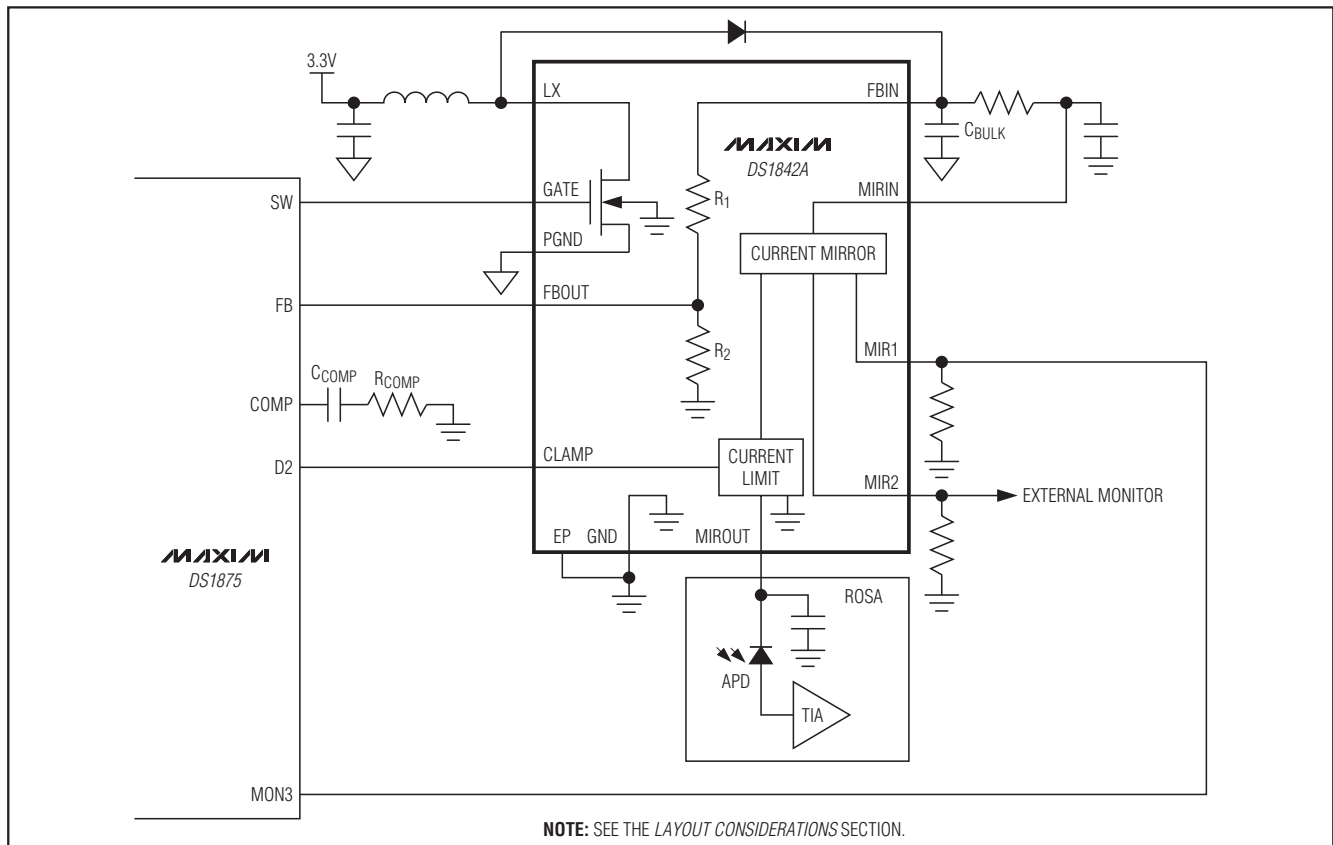 3.3V
LX
FBIN
CBULK
MAXIM
DS1842A
GATE
R1
MIRIN
SW
PGND
CURRENT MIRROR
FB
FBOUT
R2
MIR1
CCOMP
RCOMP
COMP
D2
CLAMP
CURRENT
LIMIT
MIR2
EXTERNAL MONITOR
EP
GND
MIROUT
MAXIM
DS1875
ROSA
APD
TIA
MON3
NOTE: SEE THE LAYOUT CONSIDERATIONS SECTION.